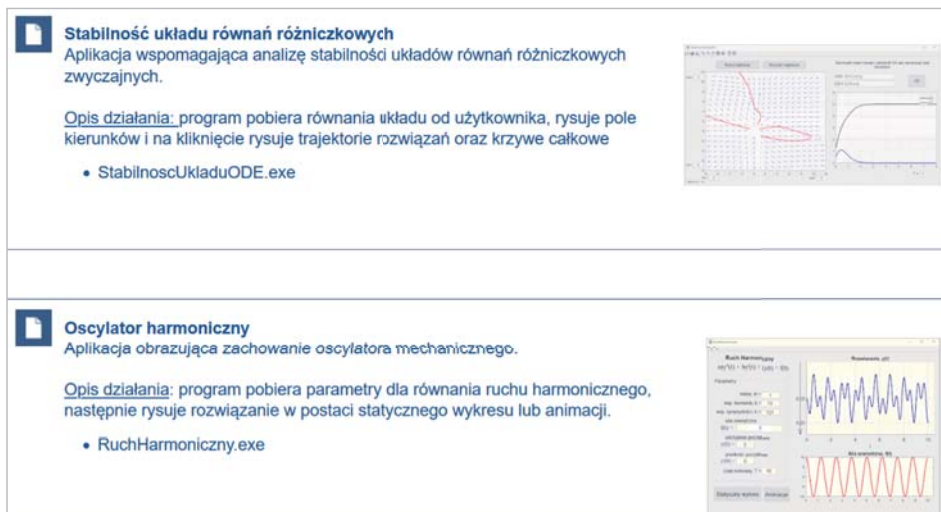 Stabilność układu równań różniczkowych
Aplikacja wspomagająca analizę stabilności układów równań różniczkowych
zwyczajnych.
Opis działania: program pobiera równania układu od użytkownika, rysuje pole
kierunków i na kliknięcie rysuje trajektorie rozwiązań oraz krzywe całkowe
• StabilnoscUkladuODE.exe
Oscylator harmoniczny
Aplikacja obrazująca zachowanie oscylatora mechanicznego.
Opis działania: program pobiera parametry dla równania ruchu harmonicznego,
następnie rysuje rozwiązanie w postaci statycznego wykresu lub animacji.
• RuchHarmoniczny.exe
Ruch Harmoniczny
Parametry
Statyczny wykres Animacja